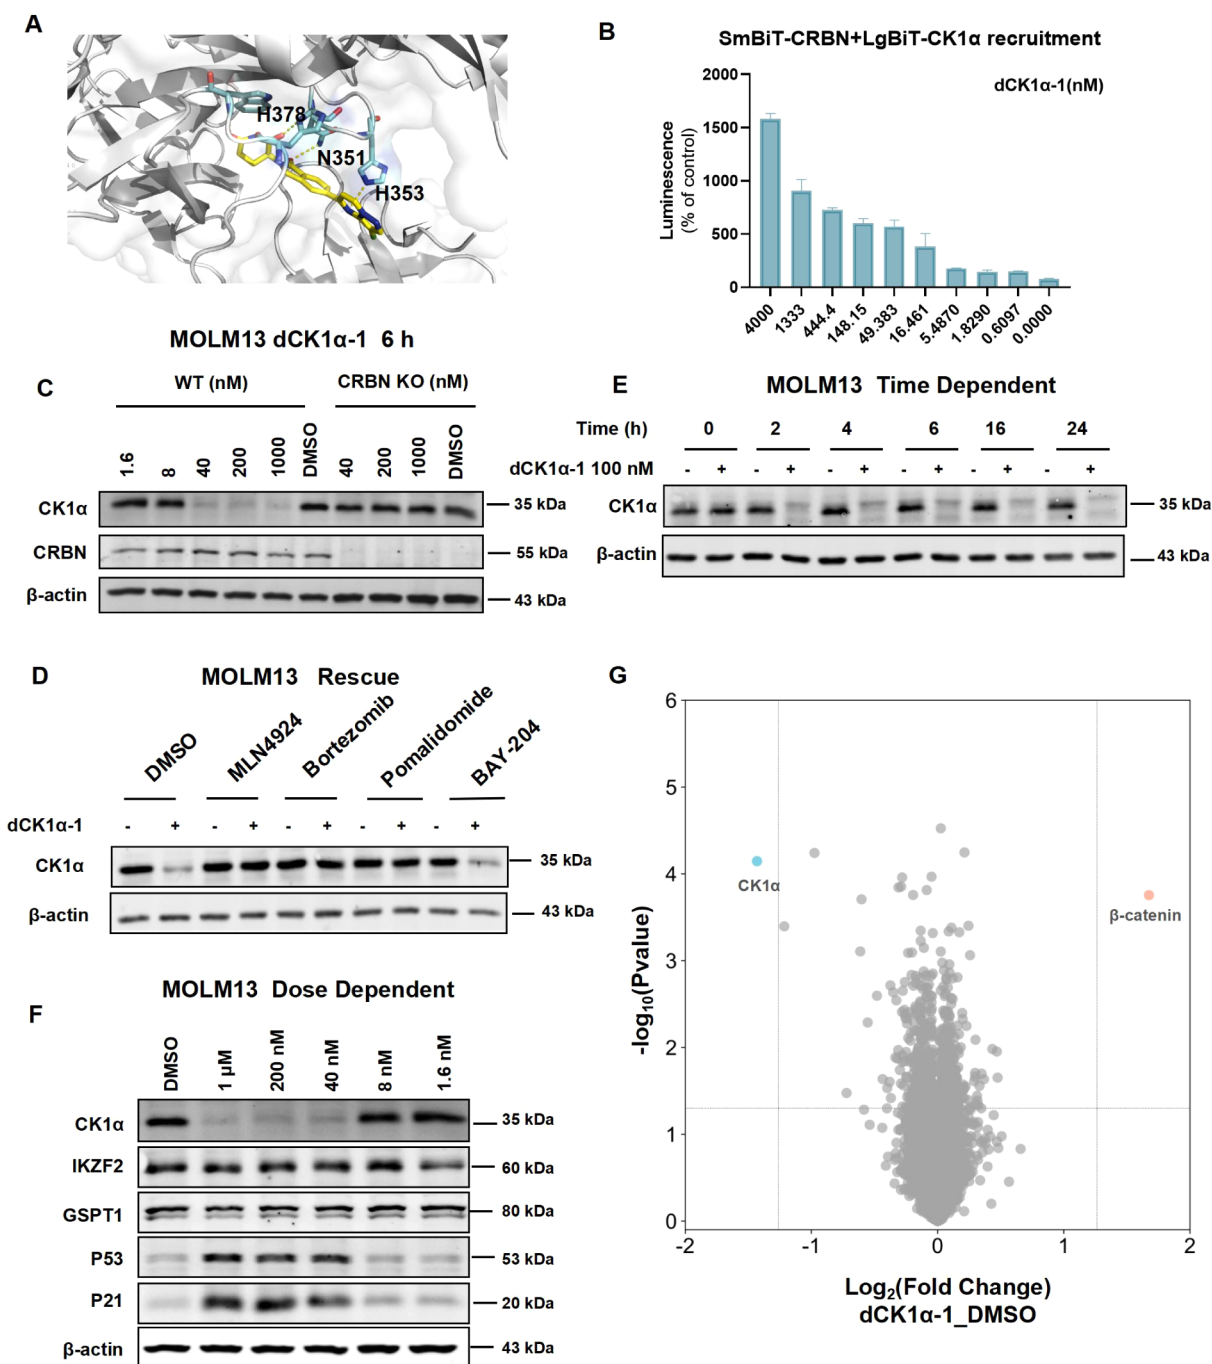 A
H378
N351
H353
B
SmBiT-CRBN+LgBiT-CK1α recruitment
dCK1α-1(nM)
Luminescence
(% of control)
2000
1500
1000
500
0
4000
1333
444.4
148.15
49.383
16.461
5.4870
1.8290
0.6097
0.0000
MOLM13 dCK1α-1 6 h
C
WT (nM)
CRBN KO (nM)
1.6
8
40
200
1000
DMSO
40
200
1000
DMSO
CK1α
35 kDa
CRBN
55 kDa
β-actin
43 kDa
E
MOLM13 Time Dependent
Time (h) 0 2 4 6 16 24
dCK1α-1 100 nM - + - + - + - + - + - +
CK1α
35 kDa
β-actin
43 kDa
D
MOLM13 Rescue
DMSO
MLN4924
Bortezomib
Pomalidomide
BAY-204
dCK1α-1 - + - + - + - + - +
CK1α
35 kDa
β-actin
43 kDa
MOLM13 Dose Dependent
F
DMSO
1 μM
200 nM
40 nM
8 nM
1.6 nM
CK1α
35 kDa
IKZF2
60 kDa
GSPT1
80 kDa
P53
53 kDa
P21
20 kDa
β-actin
43 kDa
G
-log10(Pvalue)
6
5
4
3
2
1
0
CK1α
β-catenin
-2
-1
0
1
2
Log2(Fold Change)
dCK1α-1_DMSO